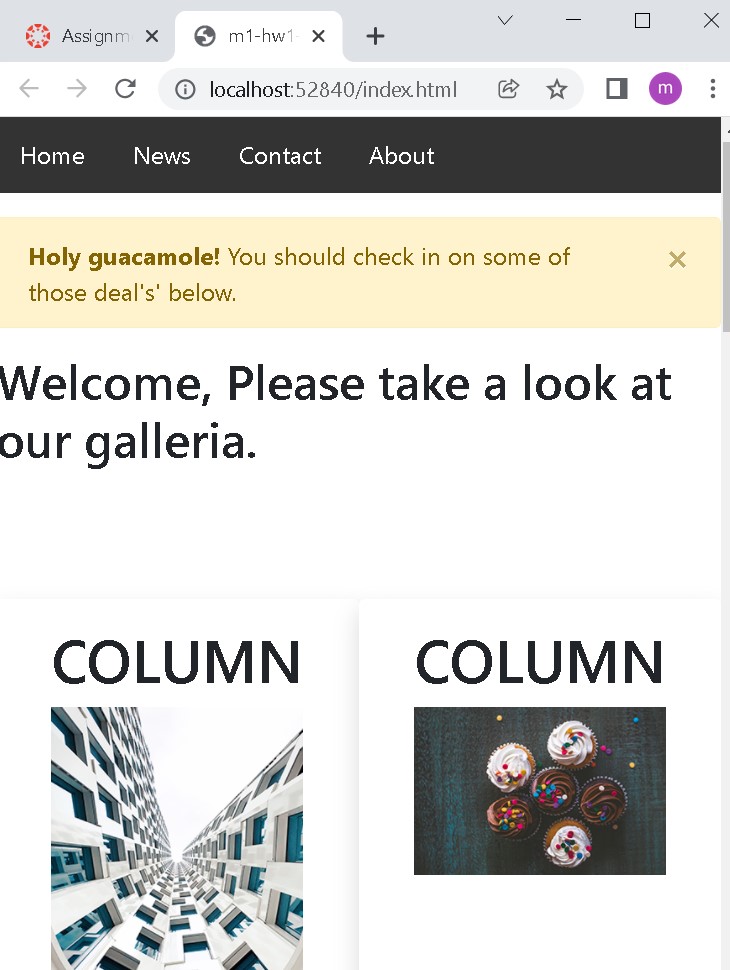 Assignm
m1-hw1-
localhost:52840/index.html
m
Home News Contact About
Holy guacamole! You should check in on some of
those deal's' below.
Welcome, Please take a look at
our galleria.
COLUMN COLUMN